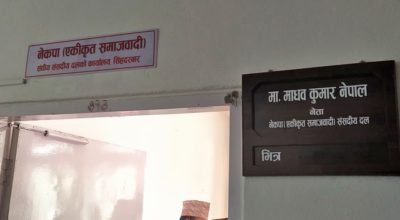 नेकपा (एकीकृत समाजवादी)
संघीय संसदीय दलको कार्यालय सिंहदरबार
मा. माधव कुमार नेपाल
नेता
नेकपा (एकीकृत समाजवादी) संसदीय दल
भित्र